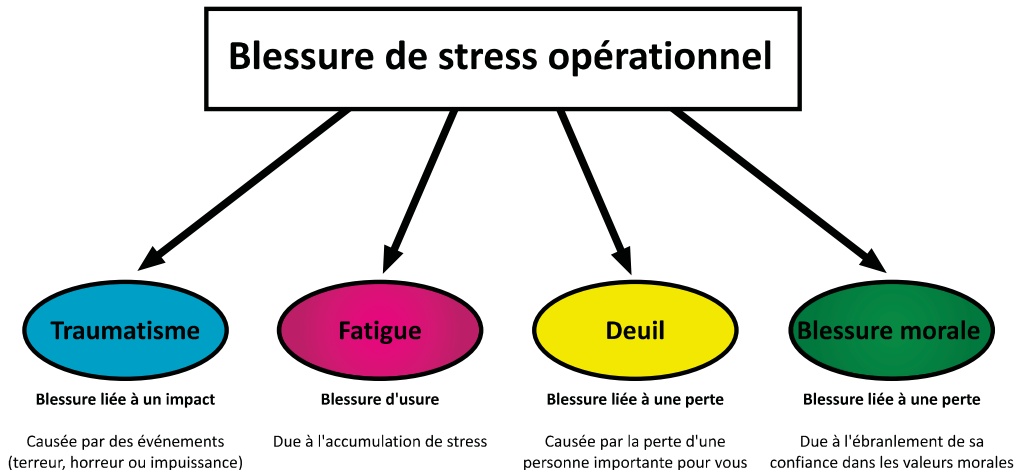 Blessure de stress opérationnel
Traumatisme
Fatigue
Deuil
Blessure morale
Blessure liée à un impact
Blessure d'usure
Blessure liée à une perte
Blessure liée à une perte
Causée par des événements
(terreur, horreur ou impuissance)
Due à l'accumulation de stress
Causée par la perte d'une
personne importante pour vous
Due à l'ébranlement de sa
confiance dans les valeurs morales